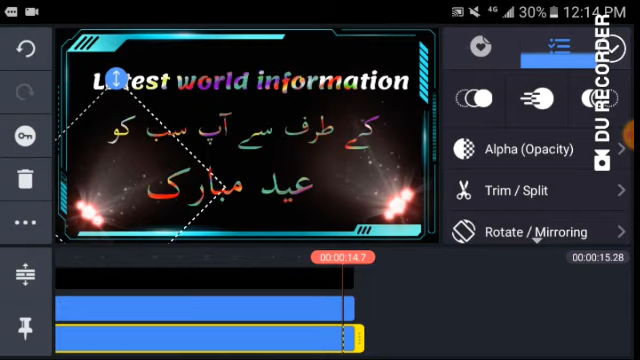 4G 30% 12:14 PM
Latest world information
کے طرف سے آپ سب کو
عید مبارک
DU RECORDER
Alpha (Opacity)
Trim / Split
Rotate / Mirroring
00:00:14.7
00:00:15.28